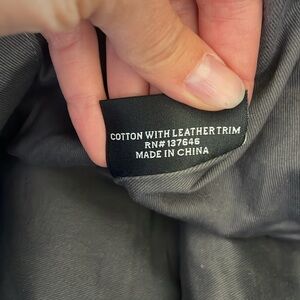 COTTON WITH LEATHER TRIM
RN#137646
MADE IN CHINA